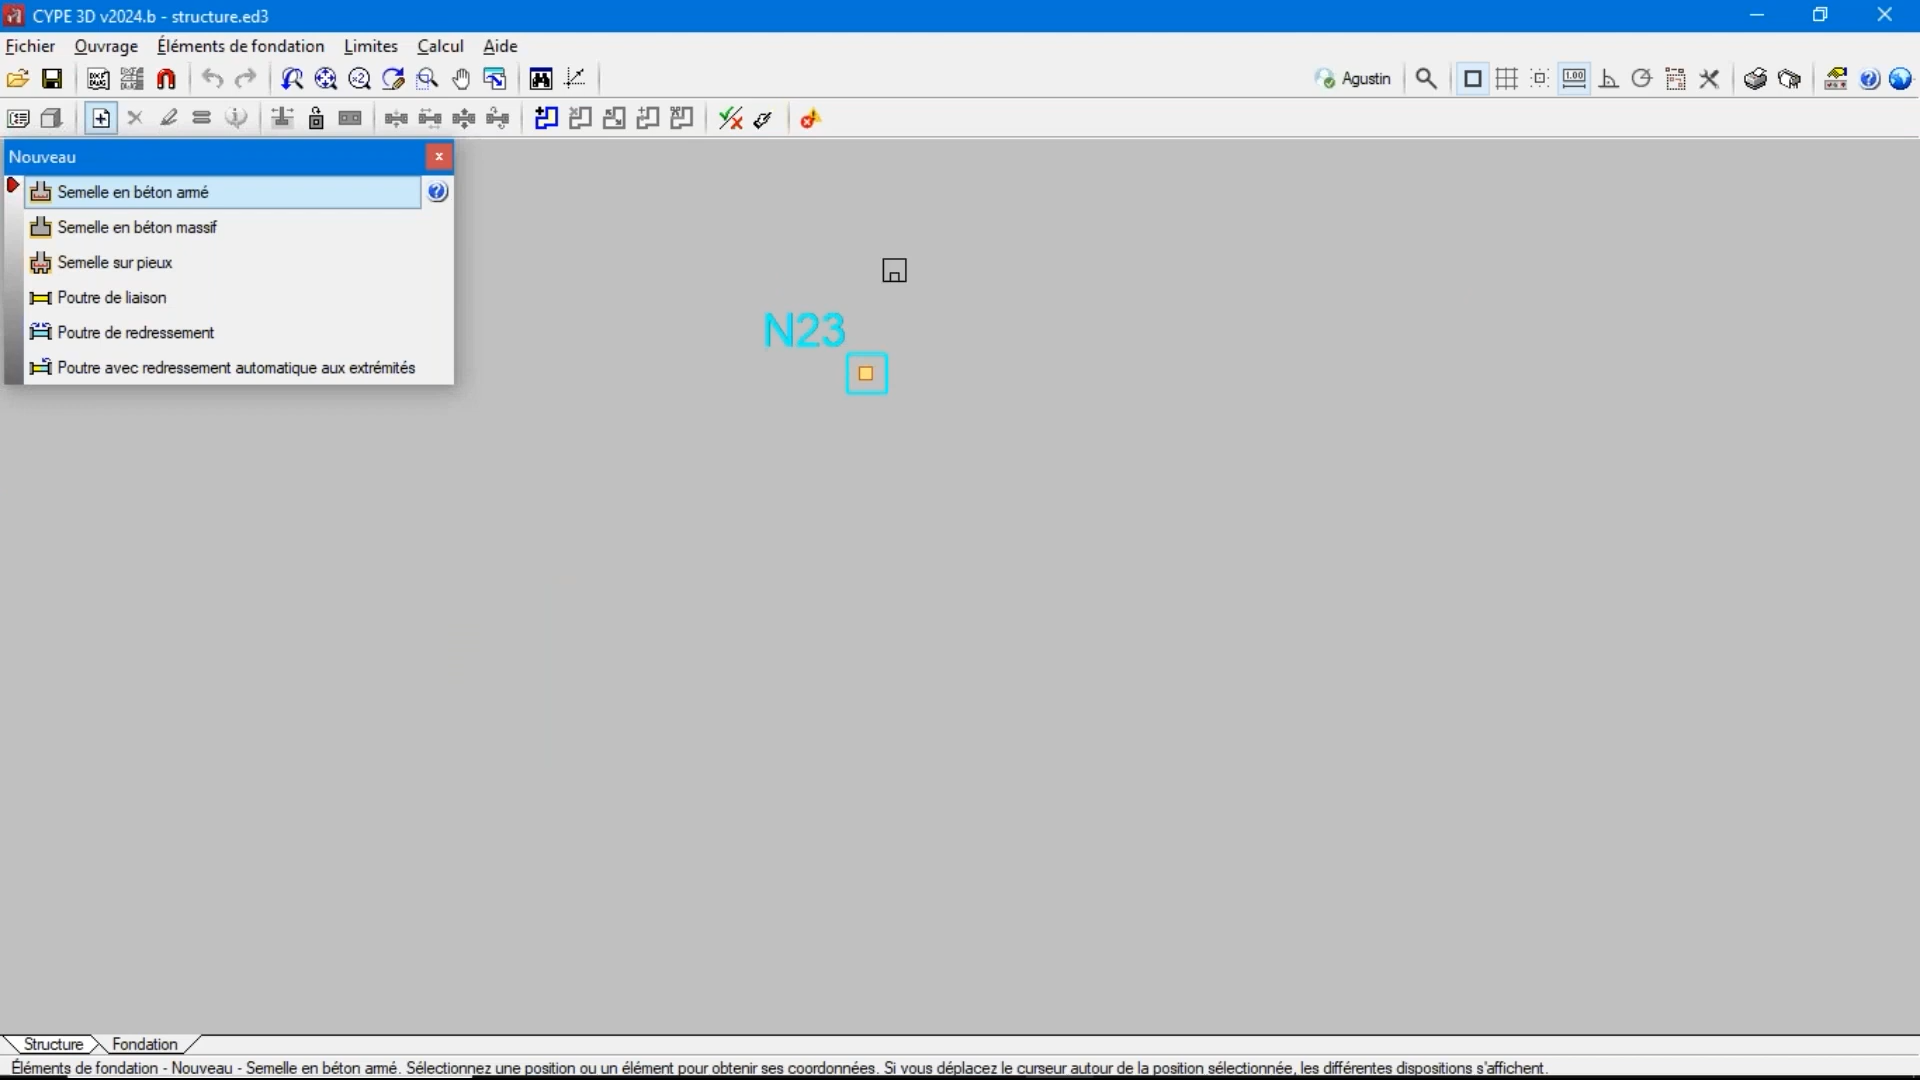 CYPE 3D v2024.b - structure.ed3
Fichier Ouvrage Éléments de fondation Limites Calcul Aide
Agustin
Nouveau
Semelle en béton armé
Semelle en béton massif
Semelle sur pieux
Poutre de liaison
Poutre de redressement
Poutre avec redressement automatique aux extrémités
N23
Structure Fondation
Éléments de fondation - Nouveau - Semelle en béton armé. Sélectionnez une position ou un élément pour obtenir ses coordonnées. Si vous déplacez le curseur autour de la position sélectionnée, les différentes dispositions s'affichent.